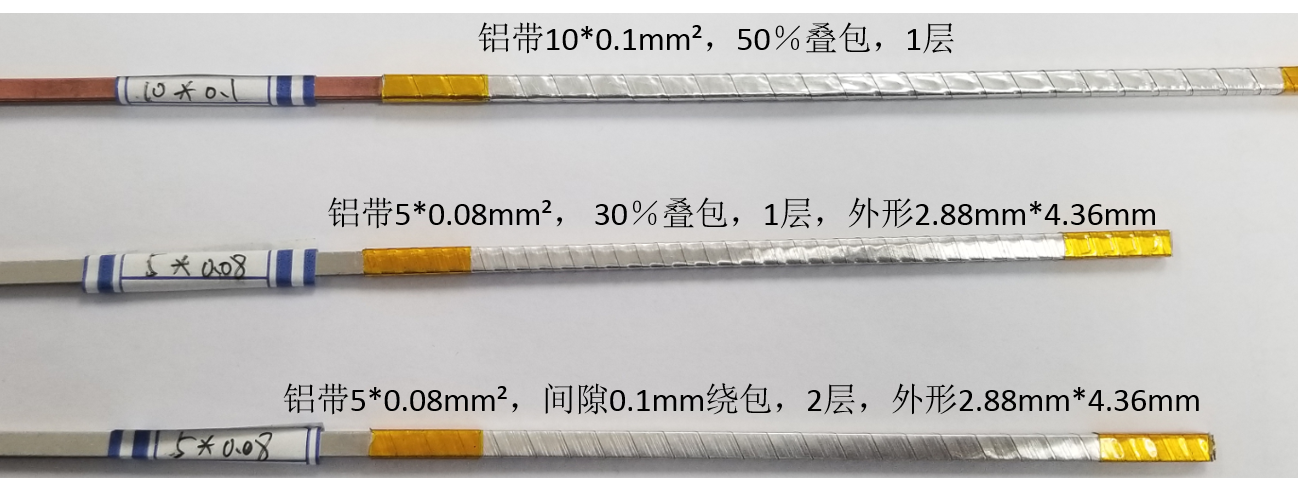 铝带10*0.1mm²，50％叠包，1层
10*0.1
铝带5*0.08mm²， 30％叠包，1层，外形2.88mm*4.36mm
5*0.08
铝带5*0.08mm²，间隙0.1mm绕包，2层，外形2.88mm*4.36mm
5*0.08